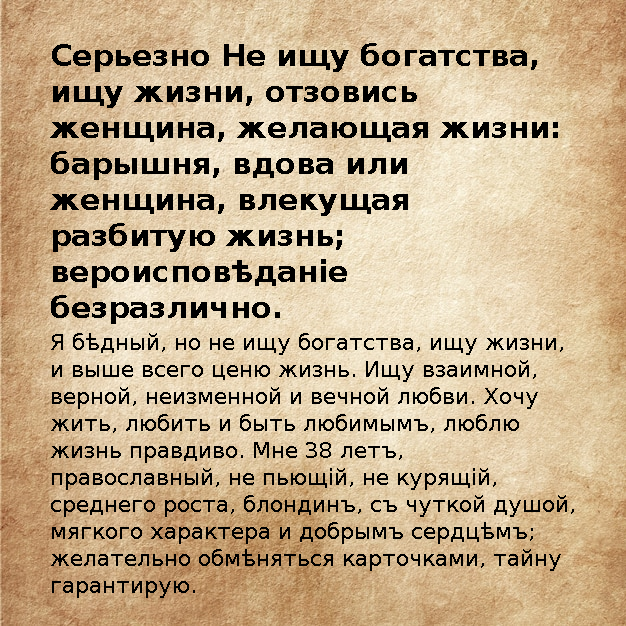 Серьезно Не ищу богатства,
ищу жизни, отзовись
женщина, желающая жизни:
барышня, вдова или
женщина, влекущая
разбитую жизнь;
вероисповѣданіе
безразлично.
Я бѣдный, но не ищу богатства, ищу жизни,
и выше всего ценю жизнь. Ищу взаимной,
верной, неизменной и вечной любви. Хочу
жить, любить и быть любимымъ, люблю
жизнь правдиво. Мне 38 летъ,
православный, не пьющій, не курящій,
среднего роста, блондинъ, съ чуткой душой,
мягкого характера и добрымъ сердцѣмъ;
желательно обмѣняться карточками, тайну
гарантирую.